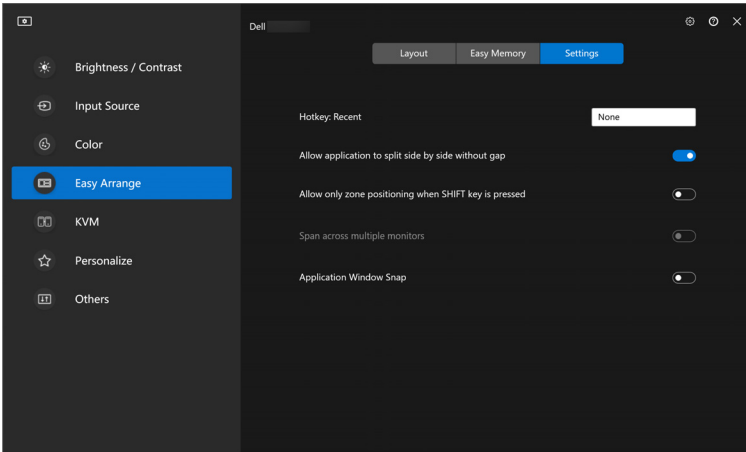 Dell
Brightness / Contrast
Input Source
Color
Easy Arrange
KVM
Personalize
Others
Layout
Easy Memory
Settings
Hotkey: Recent
None
Allow application to split side by side without gap
Allow only zone positioning when SHIFT key is pressed
Span across multiple monitors
Application Window Snap